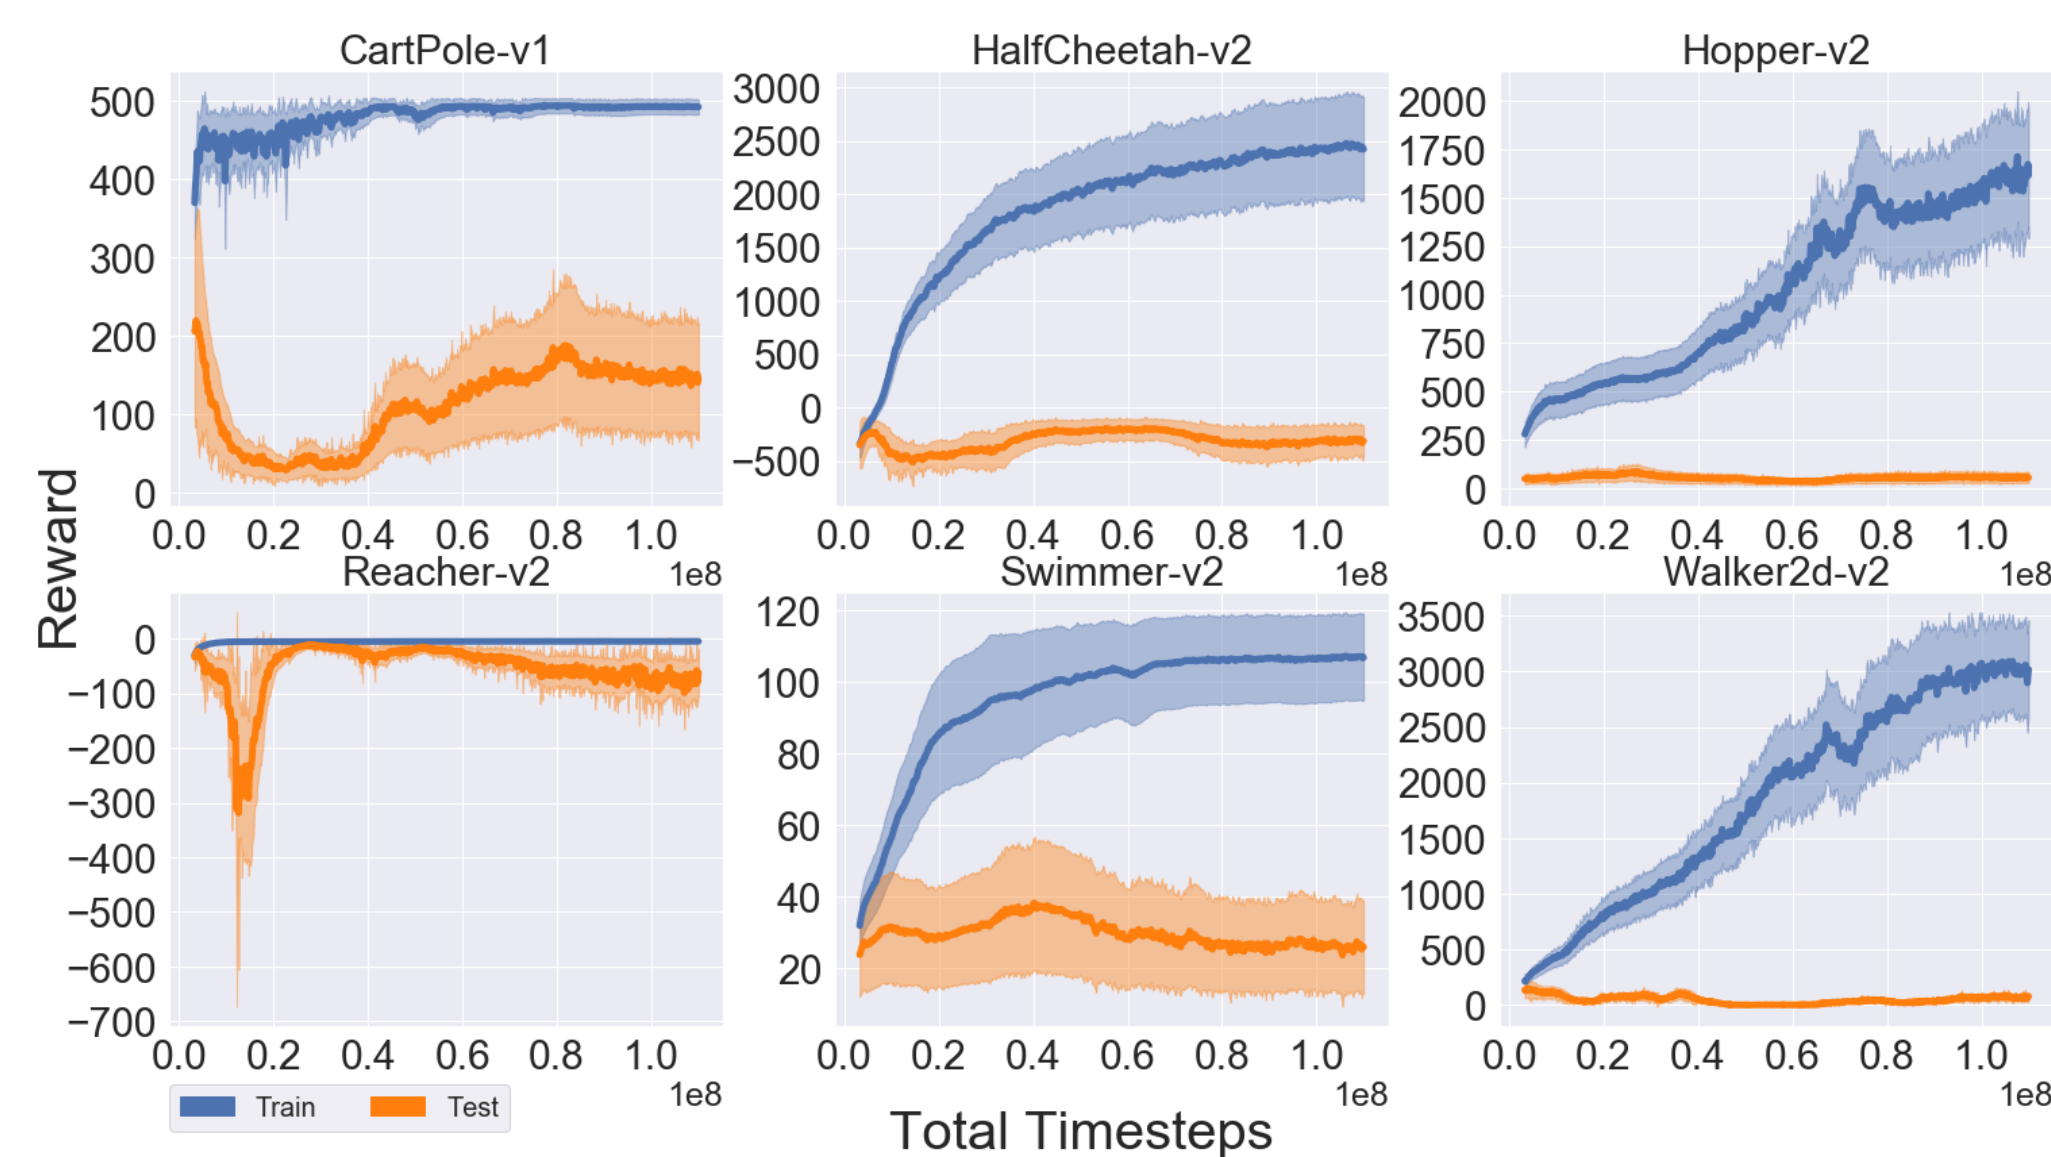 CartPole-v1
HalfCheetah-v2
Hopper-v2
500
400
300
200
100
0
0.0 0.2 0.4 0.6 0.8 1.0
1e8
3000
2500
2000
1500
1000
500
0
−500
0.0 0.2 0.4 0.6 0.8 1.0
1e8
2000
1750
1500
1250
1000
750
500
250
0
0.0 0.2 0.4 0.6 0.8 1.0
1e8
Reward
Reacher-v2
Swimmer-v2
Walker2d-v2
0
−100
−200
−300
−400
−500
−600
−700
0.0 0.2 0.4 0.6 0.8 1.0
1e8
120
100
80
60
40
20
0.0 0.2 0.4 0.6 0.8 1.0
1e8
3500
3000
2500
2000
1500
1000
500
0
0.0 0.2 0.4 0.6 0.8 1.0
1e8
Train Test
Total Timesteps